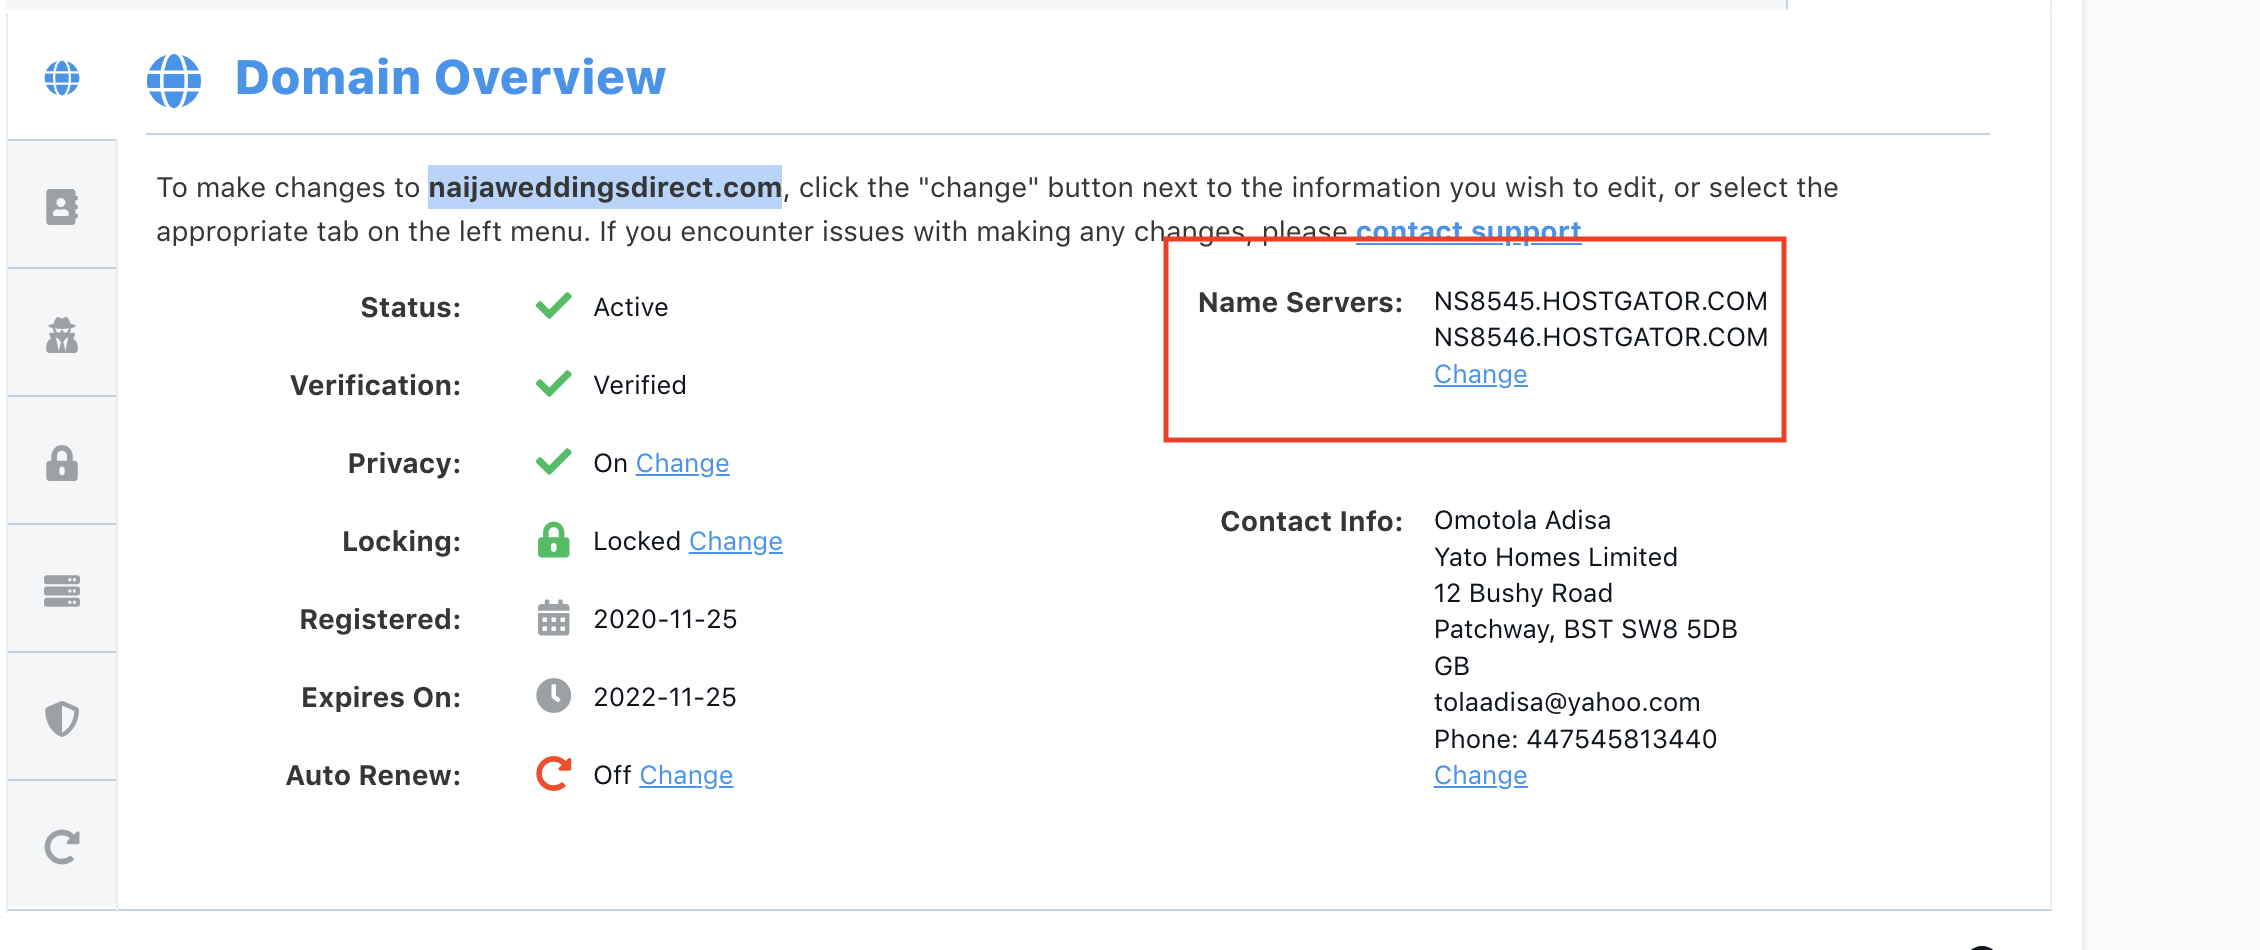 Domain Overview
To make changes to naijaweddingsdirect.com, click the "change" button next to the information you wish to edit, or select the
appropriate tab on the left menu. If you encounter issues with making any changes, please contact support
Status: Active
Verification: Verified
Privacy: On Change
Locking: Locked Change
Registered: 2020-11-25
Expires On: 2022-11-25
Auto Renew: Off Change
Name Servers: NS8545.HOSTGATOR.COM
NS8546.HOSTGATOR.COM
Change
Contact Info: Omotola Adisa
Yato Homes Limited
12 Bushy Road
Patchway, BST SW8 5DB
GB
tolaadisa@yahoo.com
Phone: 447545813440
Change